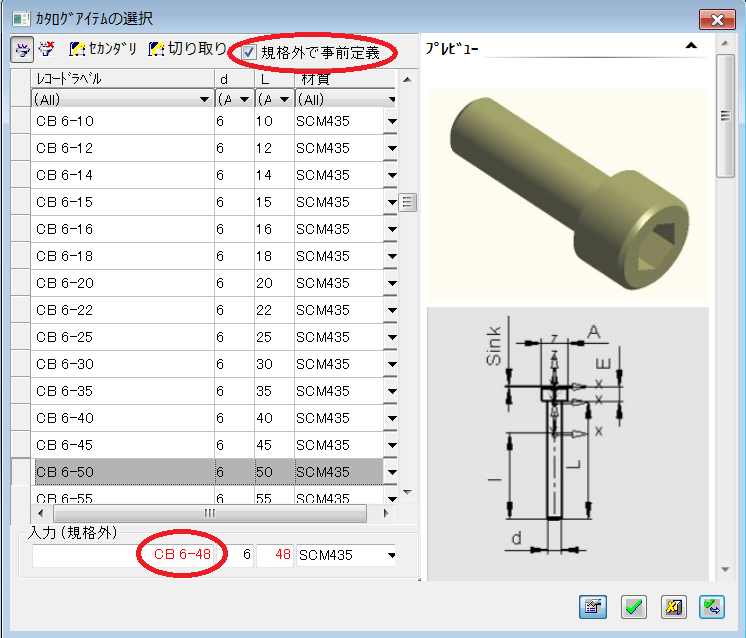 カタログアイテムの選択
セカンダリ 切り取り 規格外で事前定義
レコードラベル d L 材質
(All) (A (A (All)
CB 6-10 6 10 SCM435
CB 6-12 6 12 SCM435
CB 6-14 6 14 SCM435
CB 6-15 6 15 SCM435
CB 6-16 6 16 SCM435
CB 6-18 6 18 SCM435
CB 6-20 6 20 SCM435
CB 6-22 6 22 SCM435
CB 6-25 6 25 SCM435
CB 6-30 6 30 SCM435
CB 6-35 6 35 SCM435
CB 6-40 6 40 SCM435
CB 6-45 6 45 SCM435
CB 6-50 6 50 SCM435
CB 6-55 6 55 SCM435
入力(規格外)
CB 6-48 6 48 SCM435
プレビュー
Sink
A
E
z
z
x
x
x
L
l
d